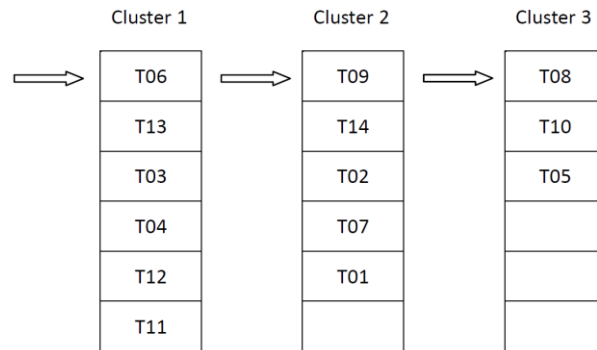 Cluster 1 Cluster 2 Cluster 3
T06 T09 T08
T13 T14 T10
T03 T02 T05
T04 T07
T12 T01
T11